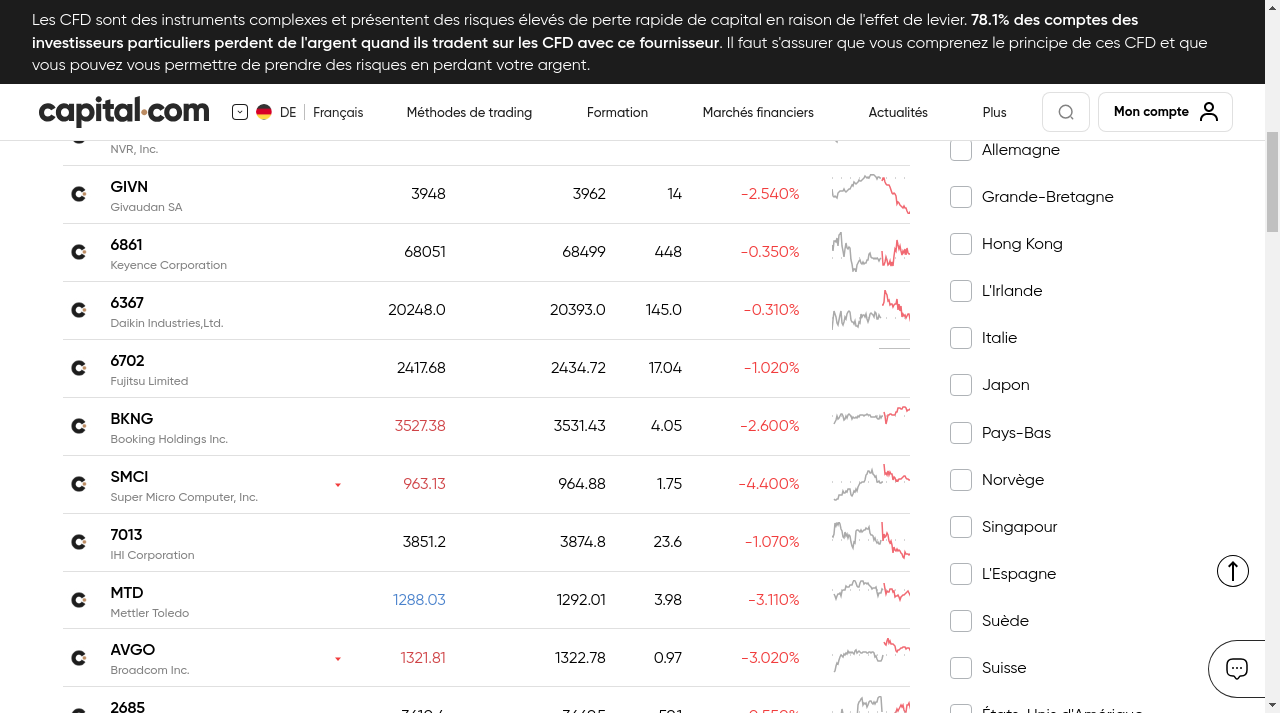 Les CFD sont des instruments complexes et présentent des risques élevés de perte rapide de capital en raison de l'effet de levier. 78.1% des comptes des
investisseurs particuliers perdent de l'argent quand ils tradent sur les CFD avec ce fournisseur. Il faut s'assurer que vous comprenez le principe de ces CFD et que
vous pouvez vous permettre de prendre des risques en perdant votre argent.
capital.com DE Français Méthodes de trading Formation Marchés financiers Actualités Plus Mon compte
NVR, Inc.
GIVN 3948 3962 14 -2.540%
Givaudan SA
6861 68051 68499 448 -0.350%
Keyence Corporation
6367 20248.0 20393.0 145.0 -0.310%
Daikin Industries,Ltd.
6702 2417.68 2434.72 17.04 -1.020%
Fujitsu Limited
BKNG 3527.38 3531.43 4.05 -2.600%
Booking Holdings Inc.
SMCI 963.13 964.88 1.75 -4.400%
Super Micro Computer, Inc.
7013 3851.2 3874.8 23.6 -1.070%
IHI Corporation
MTD 1288.03 1292.01 3.98 -3.110%
Mettler Toledo
AVGO 1321.81 1322.78 0.97 -3.020%
Broadcom Inc.
2685
Allemagne
Grande-Bretagne
Hong Kong
L'Irlande
Italie
Japon
Pays-Bas
Norvège
Singapour
L'Espagne
Suède
Suisse
États-Unis d'Amérique